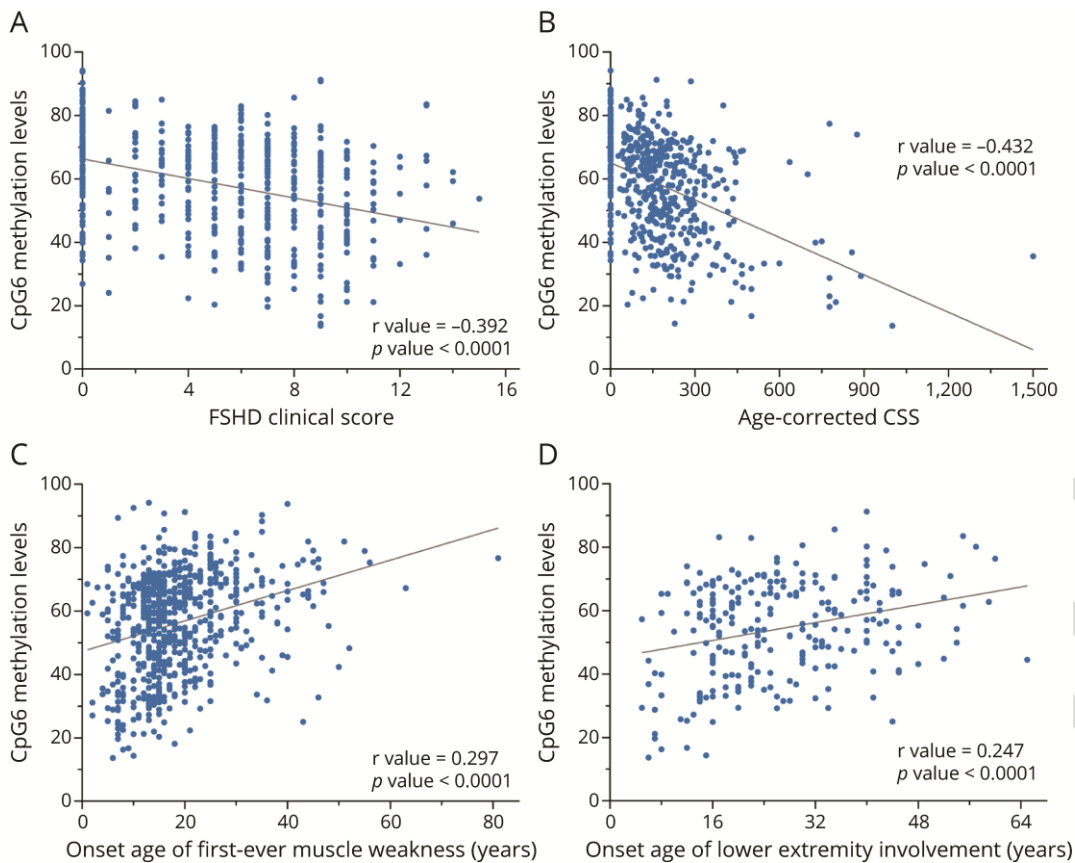 A
CpG6 methylation levels
100
80
60
40
20
0
r value = –0.392
p value < 0.0001
0 4 8 12 16
FSHD clinical score
B
CpG6 methylation levels
100
80
60
40
20
0
r value = –0.432
p value < 0.0001
0 300 600 900 1,200 1,500
Age-corrected CSS
C
CpG6 methylation levels
100
80
60
40
20
0
r value = 0.297
p value < 0.0001
0 20 40 60 80
Onset age of first-ever muscle weakness (years)
D
CpG6 methylation levels
100
80
60
40
20
0
r value = 0.247
p value < 0.0001
0 16 32 48 64
Onset age of lower extremity involvement (years)